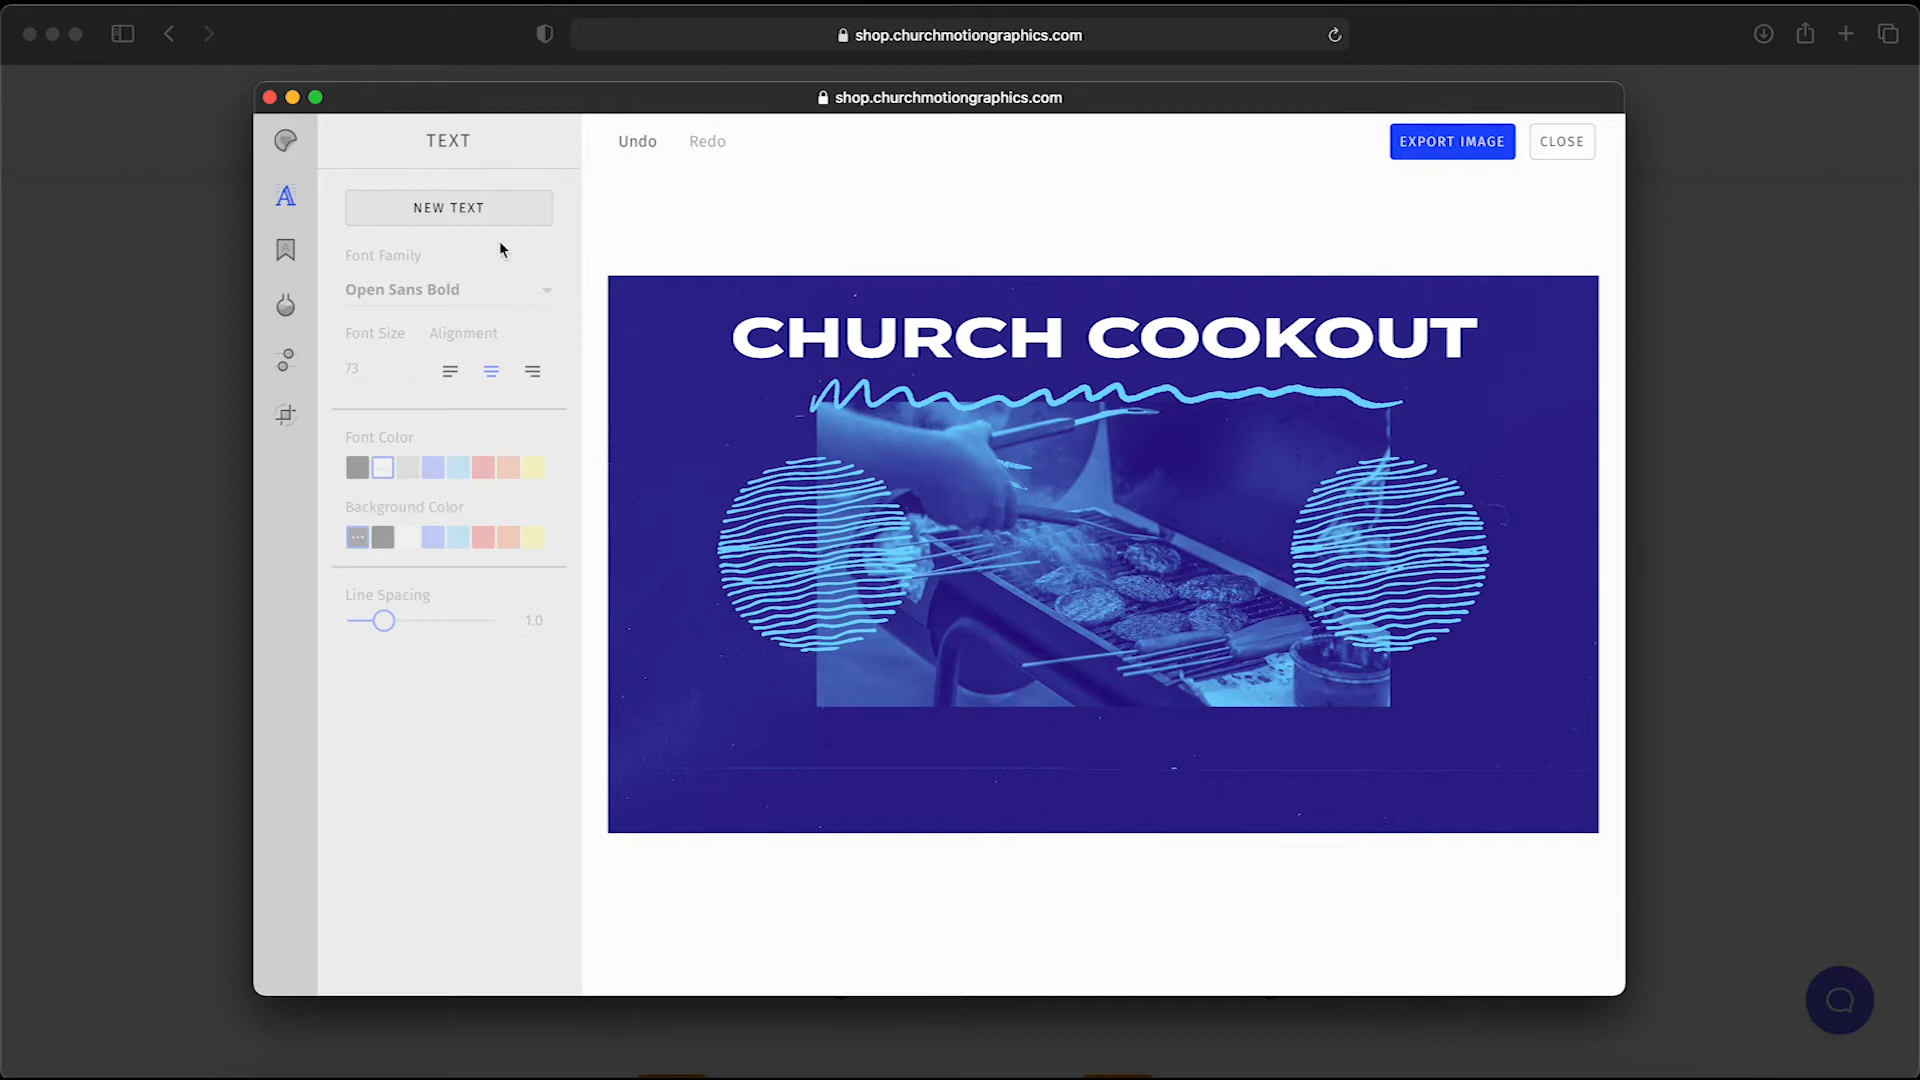 shop.churchmotiongraphics.com
shop.churchmotiongraphics.com
TEXT
Undo
Redo
EXPORT IMAGE
CLOSE
NEW TEXT
Font Family
Open Sans Bold
Font Size
Alignment
73
Font Color
Background Color
Line Spacing
1.0
CHURCH COOKOUT